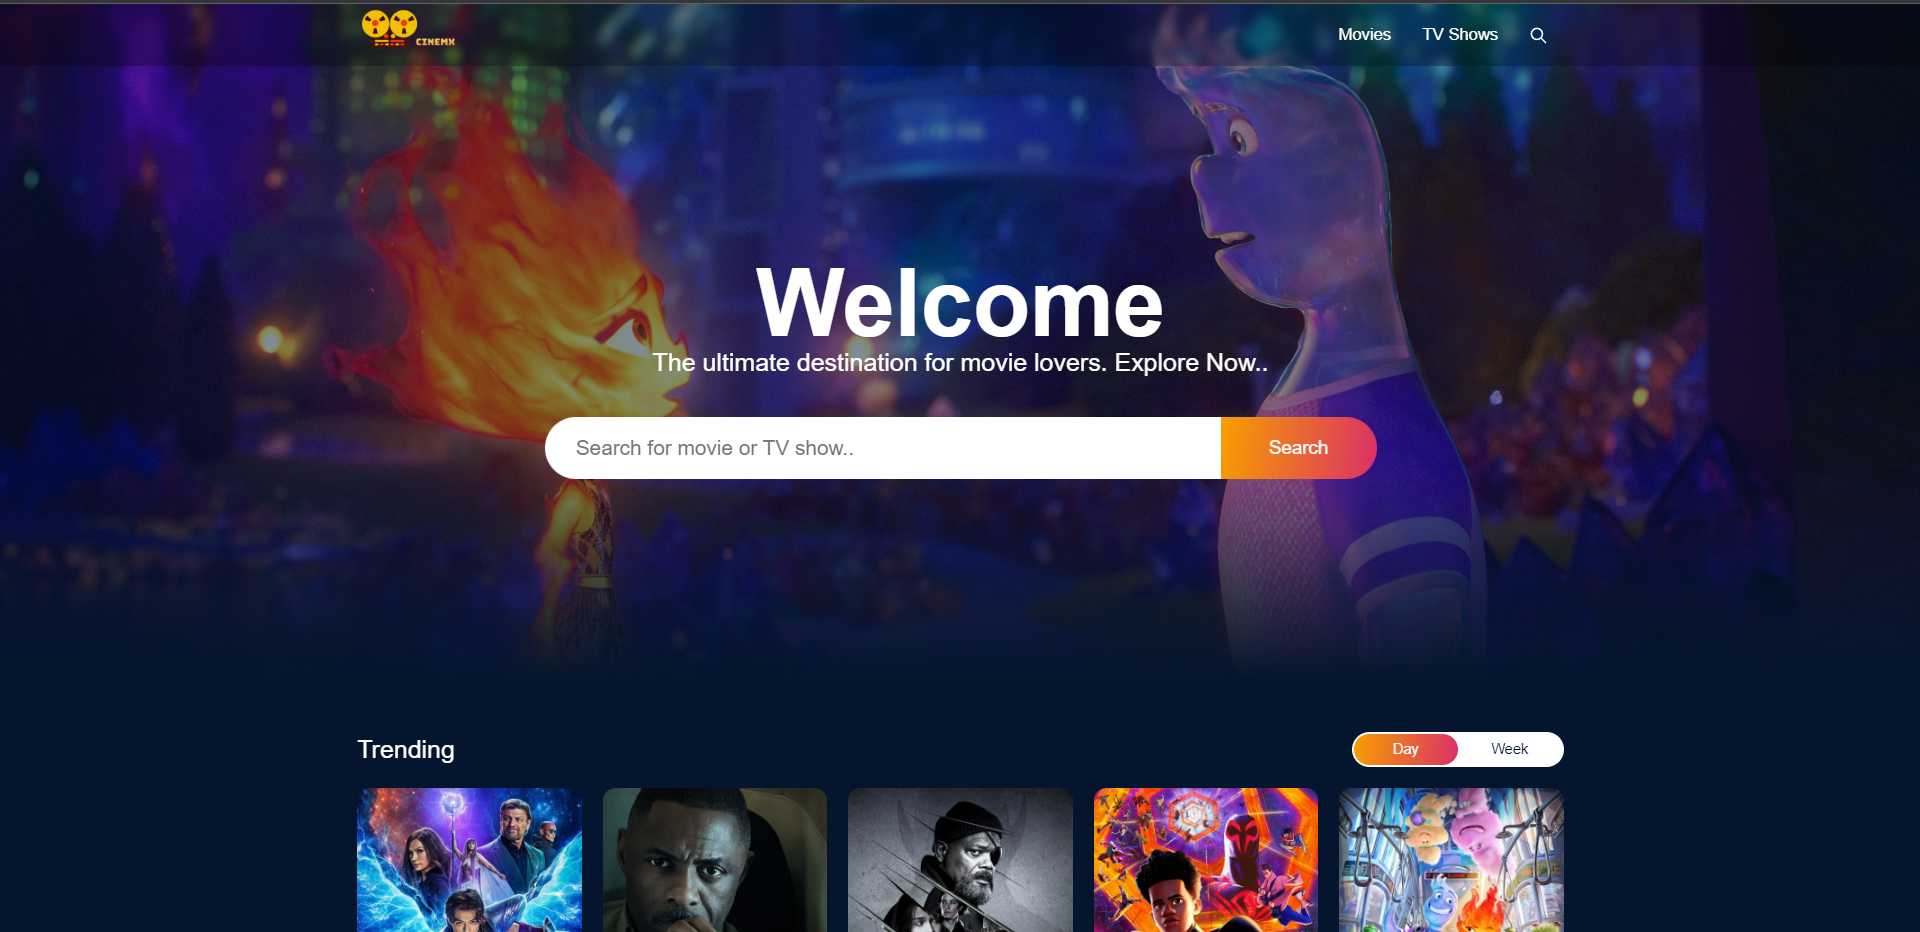 CINEMX
Movies TV Shows
Welcome
The ultimate destination for movie lovers. Explore Now..
Search for movie or TV show.. Search
Trending Day Week